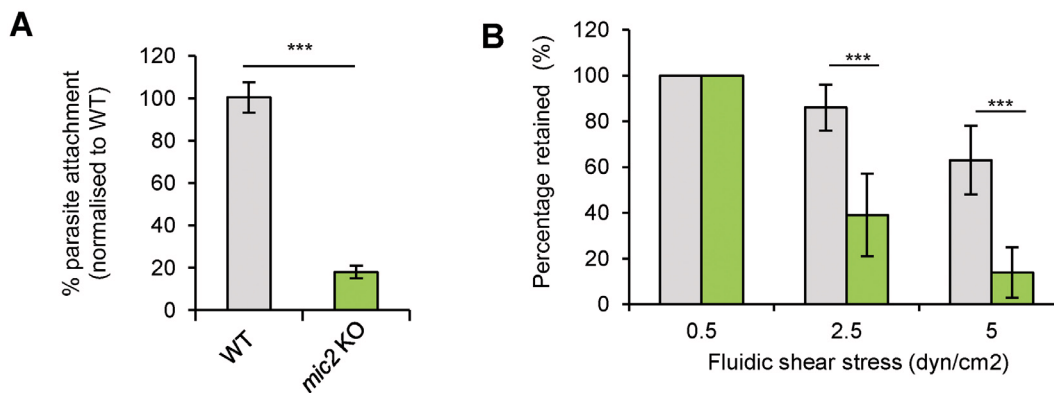 A
% parasite attachment
(normalised to WT)
120
100
80
60
40
20
0
***
WT
mic2 KO
B
Percentage retained (%)
120
100
80
60
40
20
0
***
***
0.5
2.5
5
Fluidic shear stress (dyn/cm2)